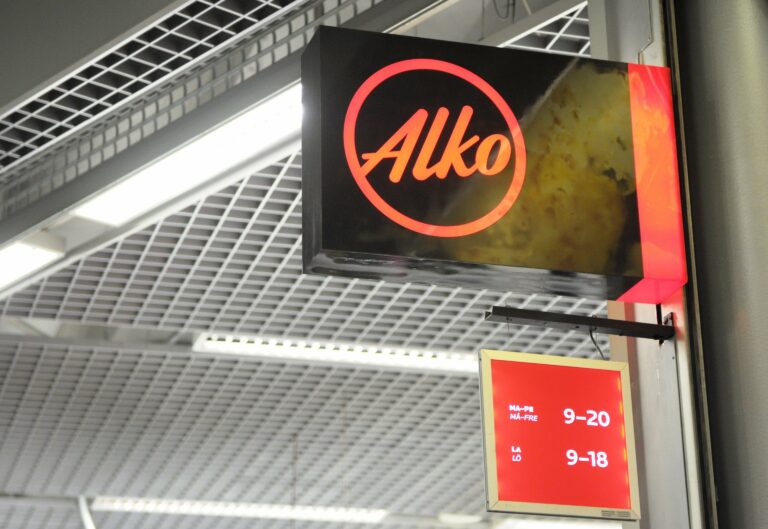 Alko
MA–PE
MÅ–FRE
9–20
LA
LÖ
9–18